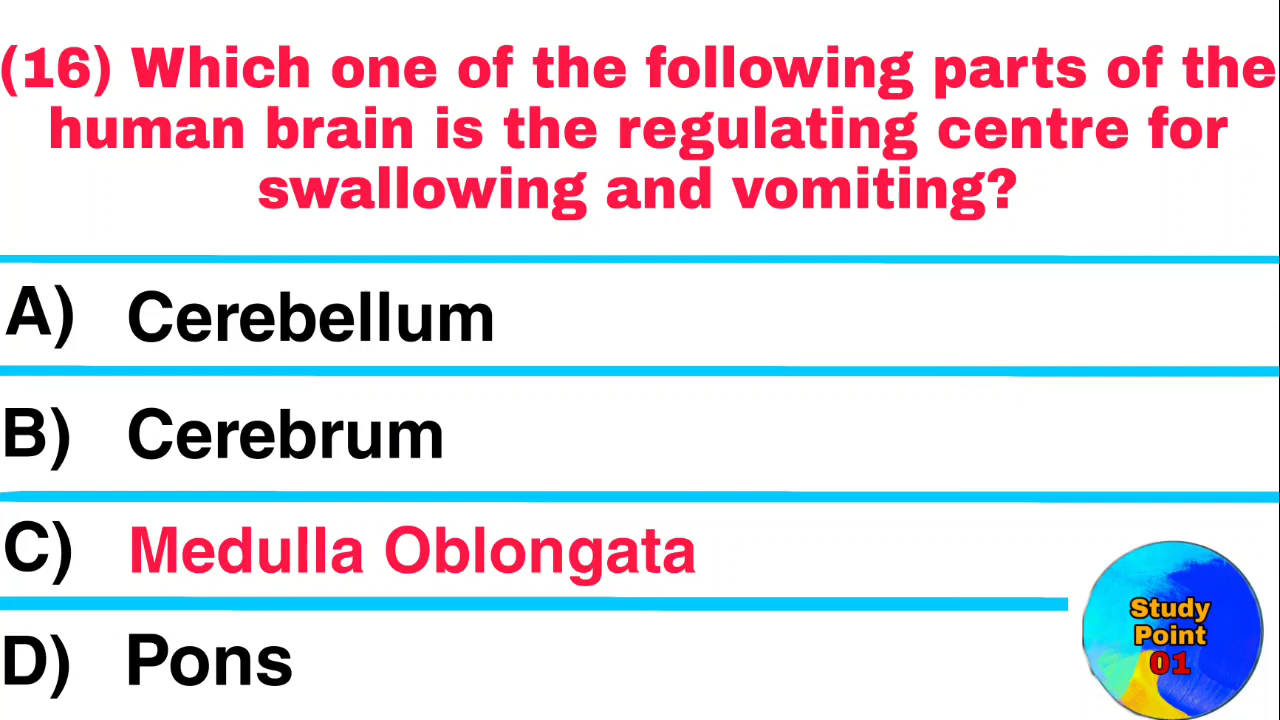 (16) Which one of the following parts of the
human brain is the regulating centre for
swallowing and vomiting?
A) Cerebellum
B) Cerebrum
C) Medulla Oblongata
D) Pons
Study
Point
01